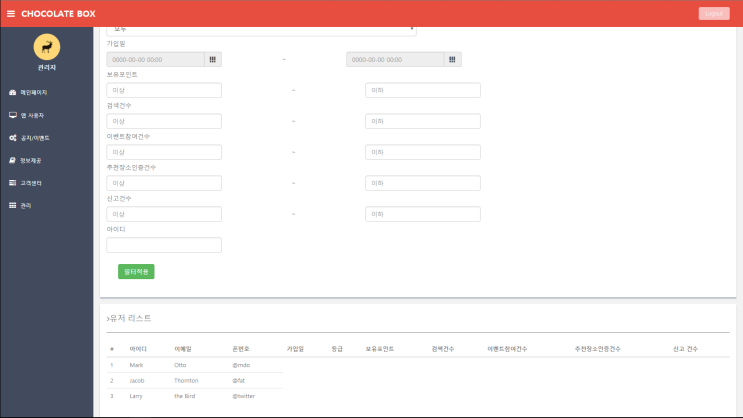 CHOCOLATE BOX
Logout
관리자
메인페이지
앱 사용자
공지/이벤트
정보제공
고객센터
관리
모두
가입일
0000-00-00 00:00 ~ 0000-00-00 00:00
보유포인트
이상 ~ 이하
검색건수
이상 ~ 이하
이벤트참여건수
이상 ~ 이하
추천장소인증건수
이상 ~ 이하
신고건수
이상 ~ 이하
아이디
필터적용
>유저 리스트
# 아이디 이메일 폰번호 가입일 등급 보유포인트 검색건수 이벤트참여건수 추천장소인증건수 신고 건수
1 Mark Otto @mdo
2 Jacob Thornton @fat
3 Larry the Bird @twitter